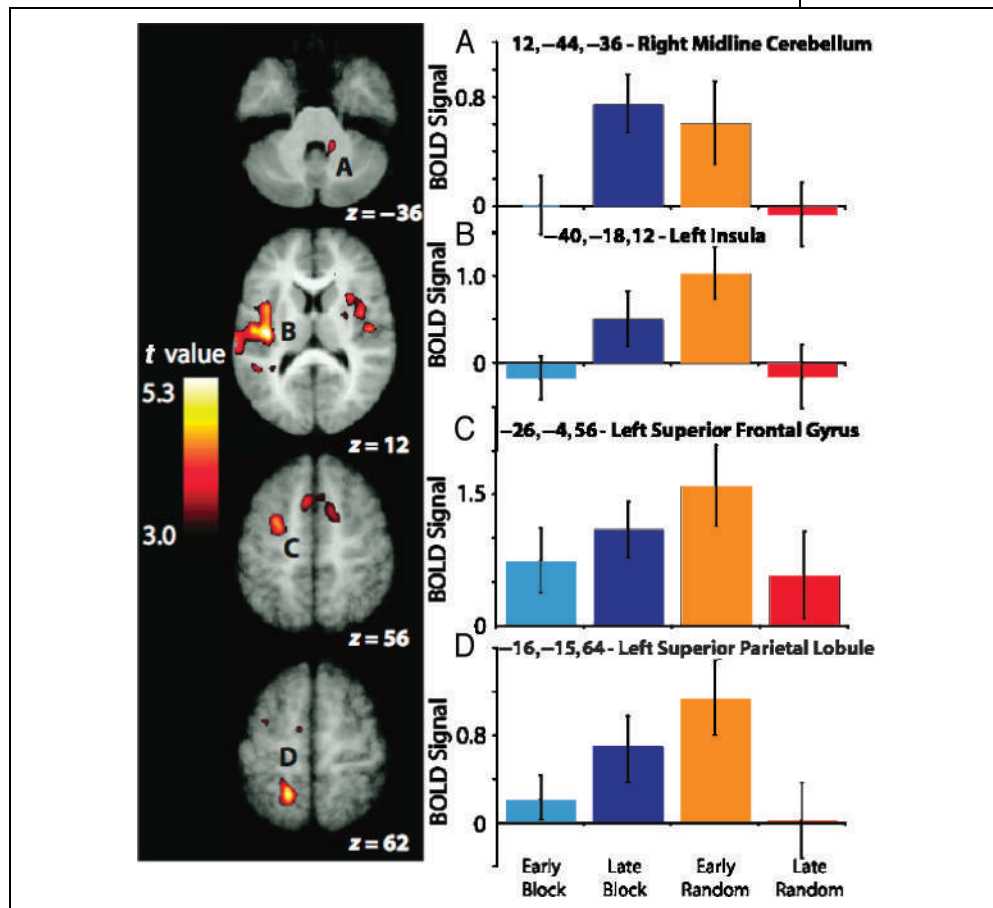 A
z = −36
B
t value
5.3
3.0
z = 12
C
z = 56
D
z = 62
A 12,−44,−36 - Right Midline Cerebellum
BOLD Signal
0.8
0
B −40,−18,12 - Left Insula
BOLD Signal
1.0
0
C −26,−4,56 - Left Superior Frontal Gyrus
BOLD Signal
1.5
0
D −16,−15,64 - Left Superior Parietal Lobule
BOLD Signal
0.8
0
Early Late Early Late
Block Block Random Random